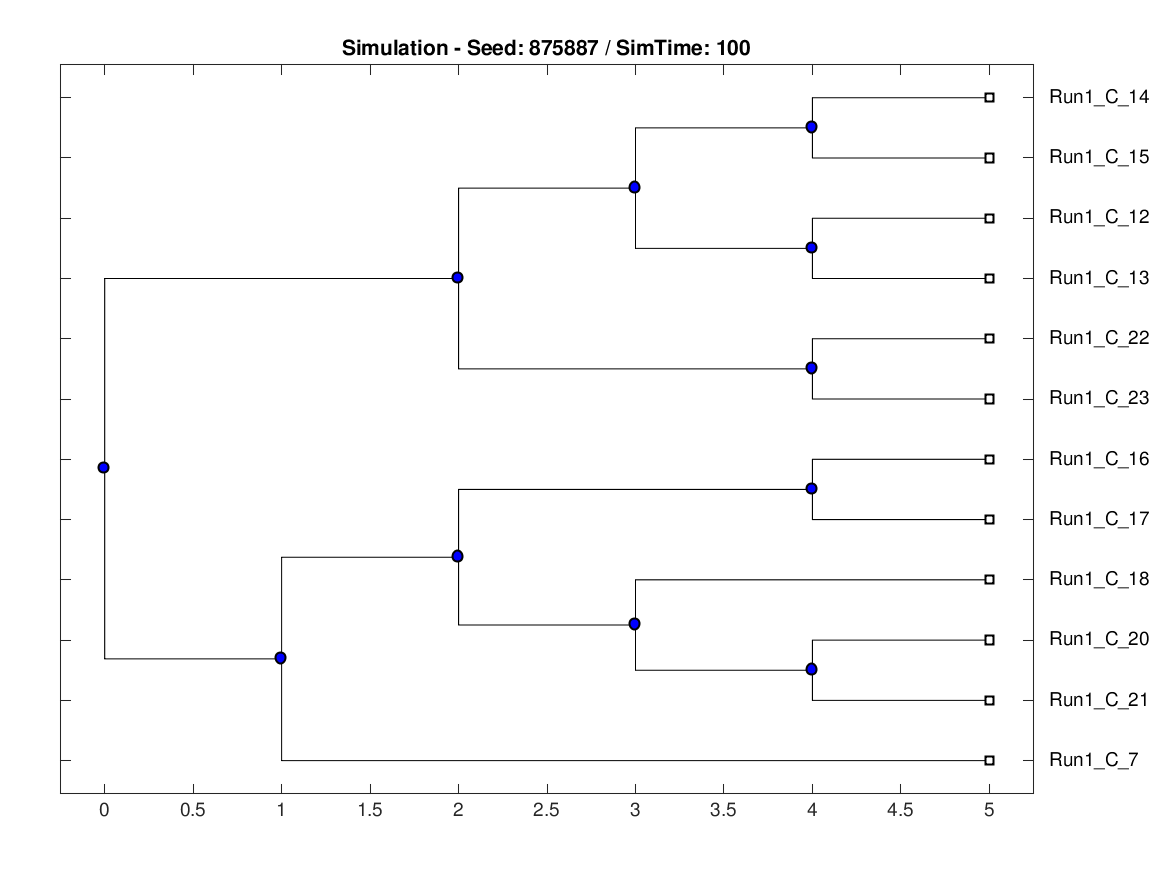 Simulation - Seed: 875887 / SimTime: 100
Run1_C_14
Run1_C_15
Run1_C_12
Run1_C_13
Run1_C_22
Run1_C_23
Run1_C_16
Run1_C_17
Run1_C_18
Run1_C_20
Run1_C_21
Run1_C_7
0 0.5 1 1.5 2 2.5 3 3.5 4 4.5 5